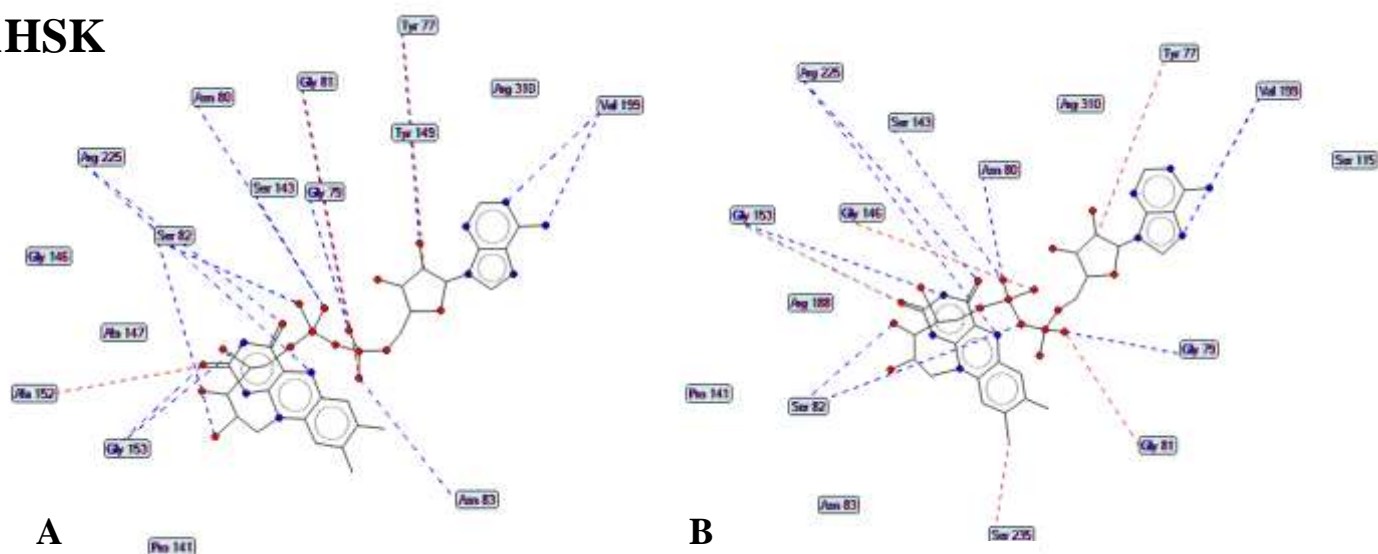 HSK
Tyr 77
Gly 81
Arg 310
Asn 80
Val 199
Tyr 149
Arg 225
Ser 143
Gly 79
Ser 82
Gly 146
Ala 147
Ala 152
Gly 153
Asn 83
A
Pro 141
Tyr 77
Arg 225
Val 199
Arg 310
Ser 143
Ser 115
Asn 80
Gly 153
Gly 146
Arg 188
Gly 79
Pro 141
Ser 82
Gly 81
Asn 83
B
Ser 235